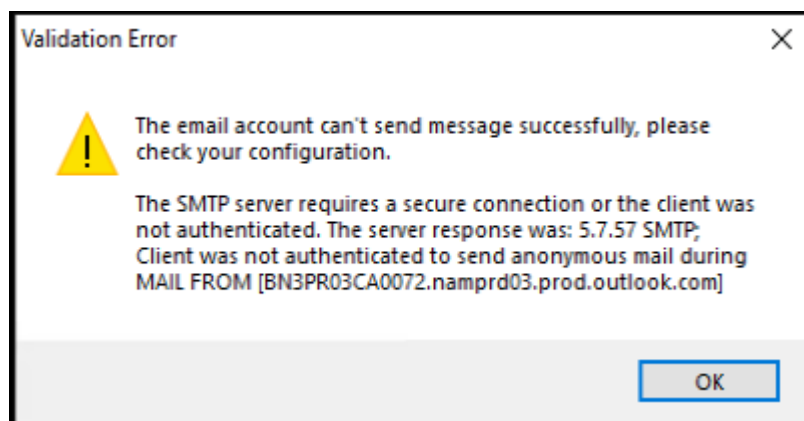 Validation Error
The email account can't send message successfully, please
check your configuration.
The SMTP server requires a secure connection or the client was
not authenticated. The server response was: 5.7.57 SMTP;
Client was not authenticated to send anonymous mail during
MAIL FROM [BN3PR03CA0072.namprd03.prod.outlook.com]
OK